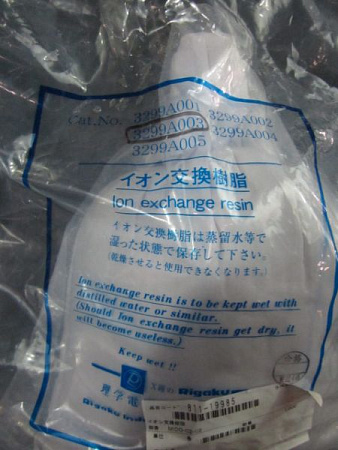 Cat.No. 3299A001 3299A002
3299A003 3299A004
3299A005
イオン交換樹脂
Ion exchange resin
イオン交換樹脂は蒸留水等で
湿った状態で保存して下さい。
(乾燥させると使用できなくなります。)
Ion exchange resin is to be kept wet with
distilled water or similar.
(Should Ion exchange resin get dry, it
will become useless.)
Keep wet !!
理学電
Rigaku